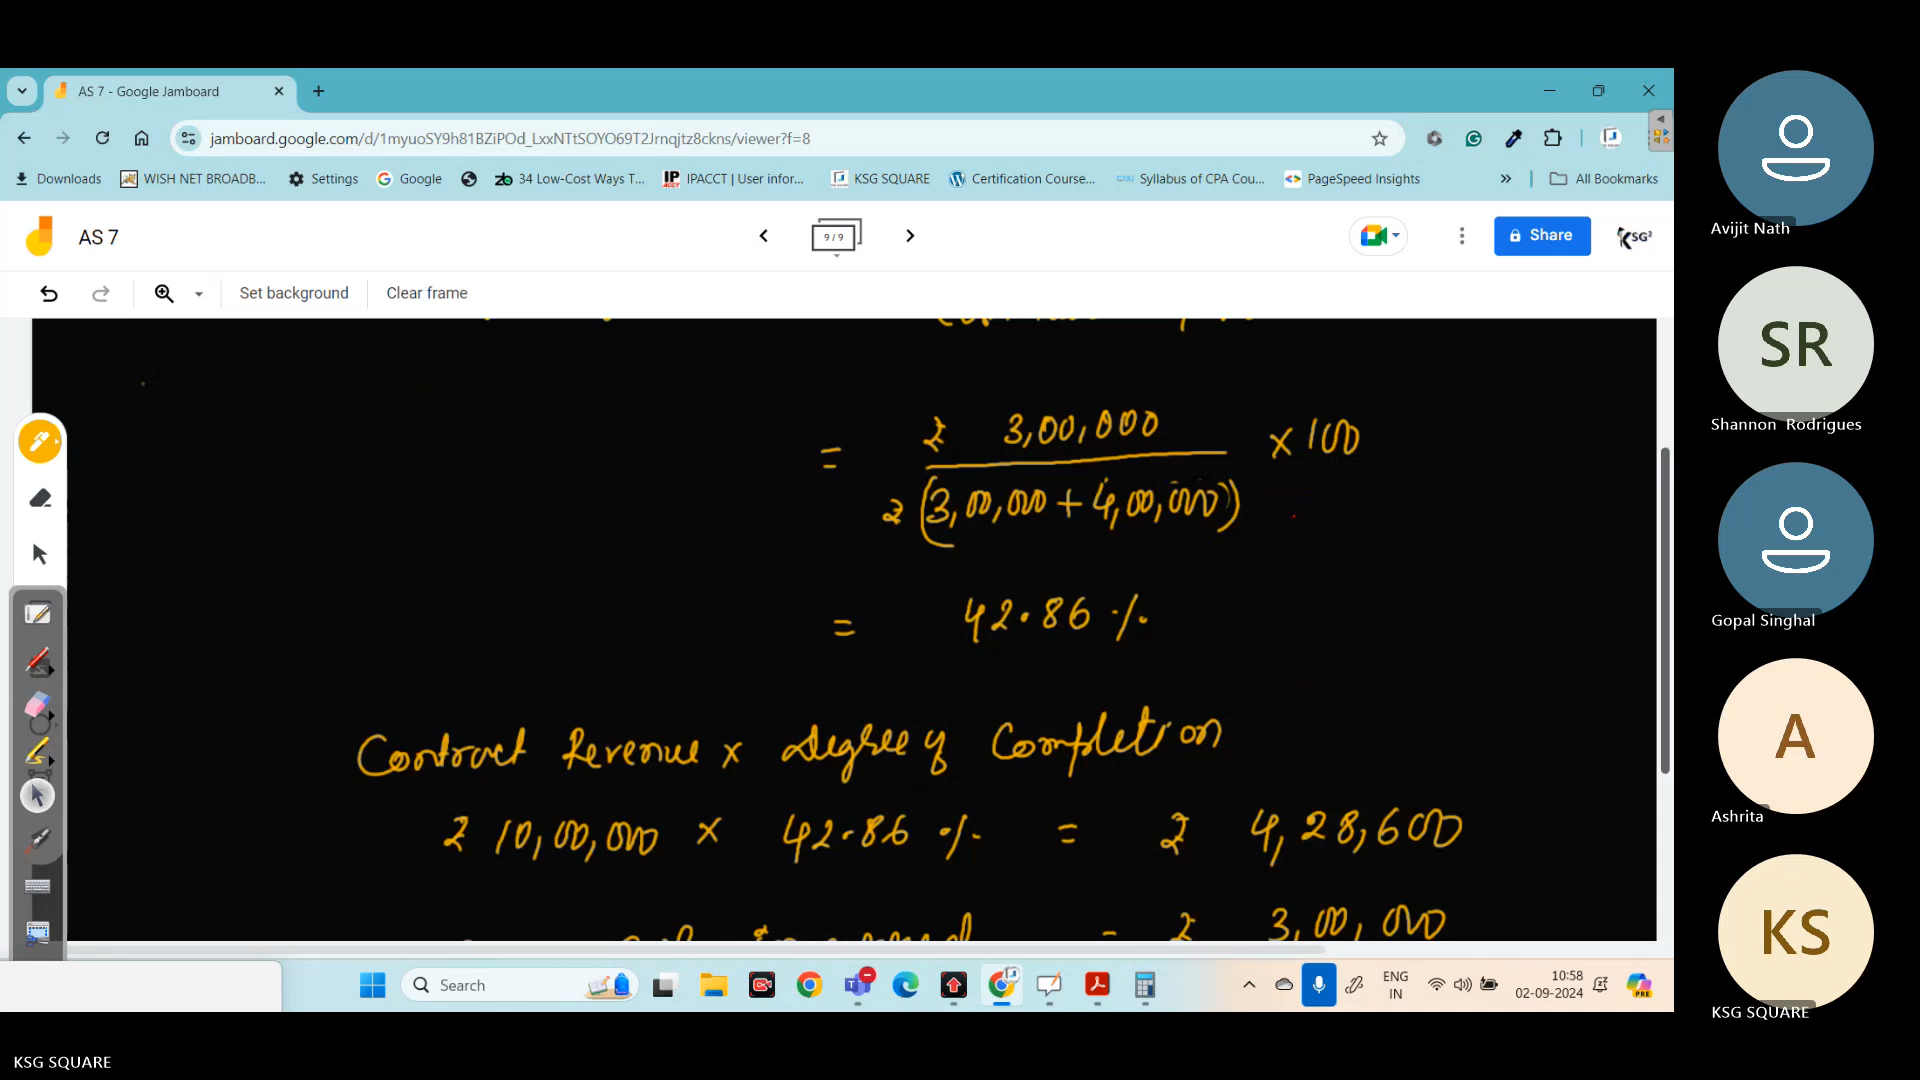 AS 7 - Google Jamboard
jamboard.google.com/d/1myuoSY9h81BZiPOd_LxxNTtSOYO69T2Jrnqjtz8ckns/viewer?f=8
Downloads WISH NET BROADB... Settings Google 34 Low-Cost Ways T... IPACCT | User infor... KSG SQUARE Certification Course... Syllabus of CPA Cou... PageSpeed Insights » All Bookmarks
AS 7 9 / 9 Share KSG²
Set background Clear frame
= ₹ 3,00,000 × 100
₹ (3,00,000 + 4,00,000)
= 42.86 %
Contract Revenue × Degree of Completion
₹ 10,00,000 × 42.86 % = ₹ 4,28,600
= ₹ 3,00,000
Search
ENG
IN
10:58
02-09-2024
Avijit Nath
SR
Shannon Rodrigues
Gopal Singhal
A
Ashrita
KS
KSG SQUARE
KSG SQUARE